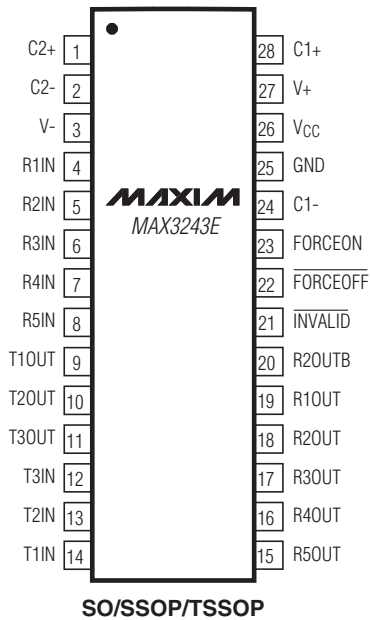 C2+ 1 28 C1+
C2- 2 27 V+
V- 3 26 VCC
R1IN 4 25 GND
R2IN 5 MAXIM 24 C1-
R3IN 6 MAX3243E 23 FORCEON
R4IN 7 22 FORCEOFF
R5IN 8 21 INVALID
T1OUT 9 20 R2OUTB
T2OUT 10 19 R1OUT
T3OUT 11 18 R2OUT
T3IN 12 17 R3OUT
T2IN 13 16 R4OUT
T1IN 14 15 R5OUT
SO/SSOP/TSSOP